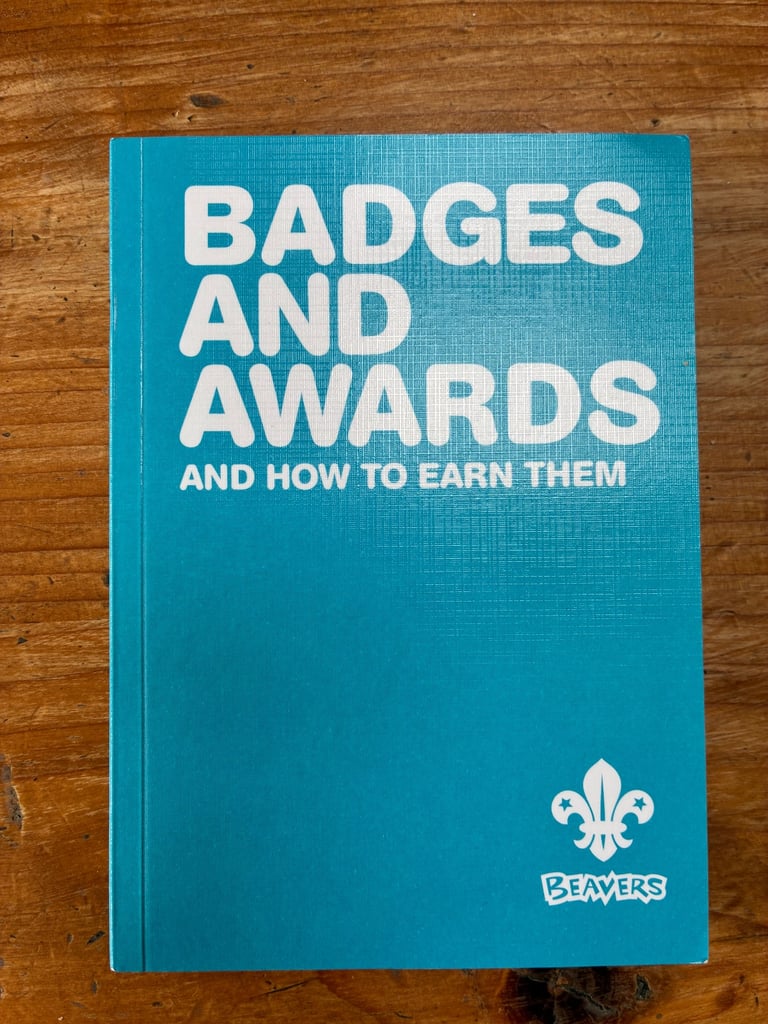 BADGES
AND
AWARDS
AND HOW TO EARN THEM
BEAVERS